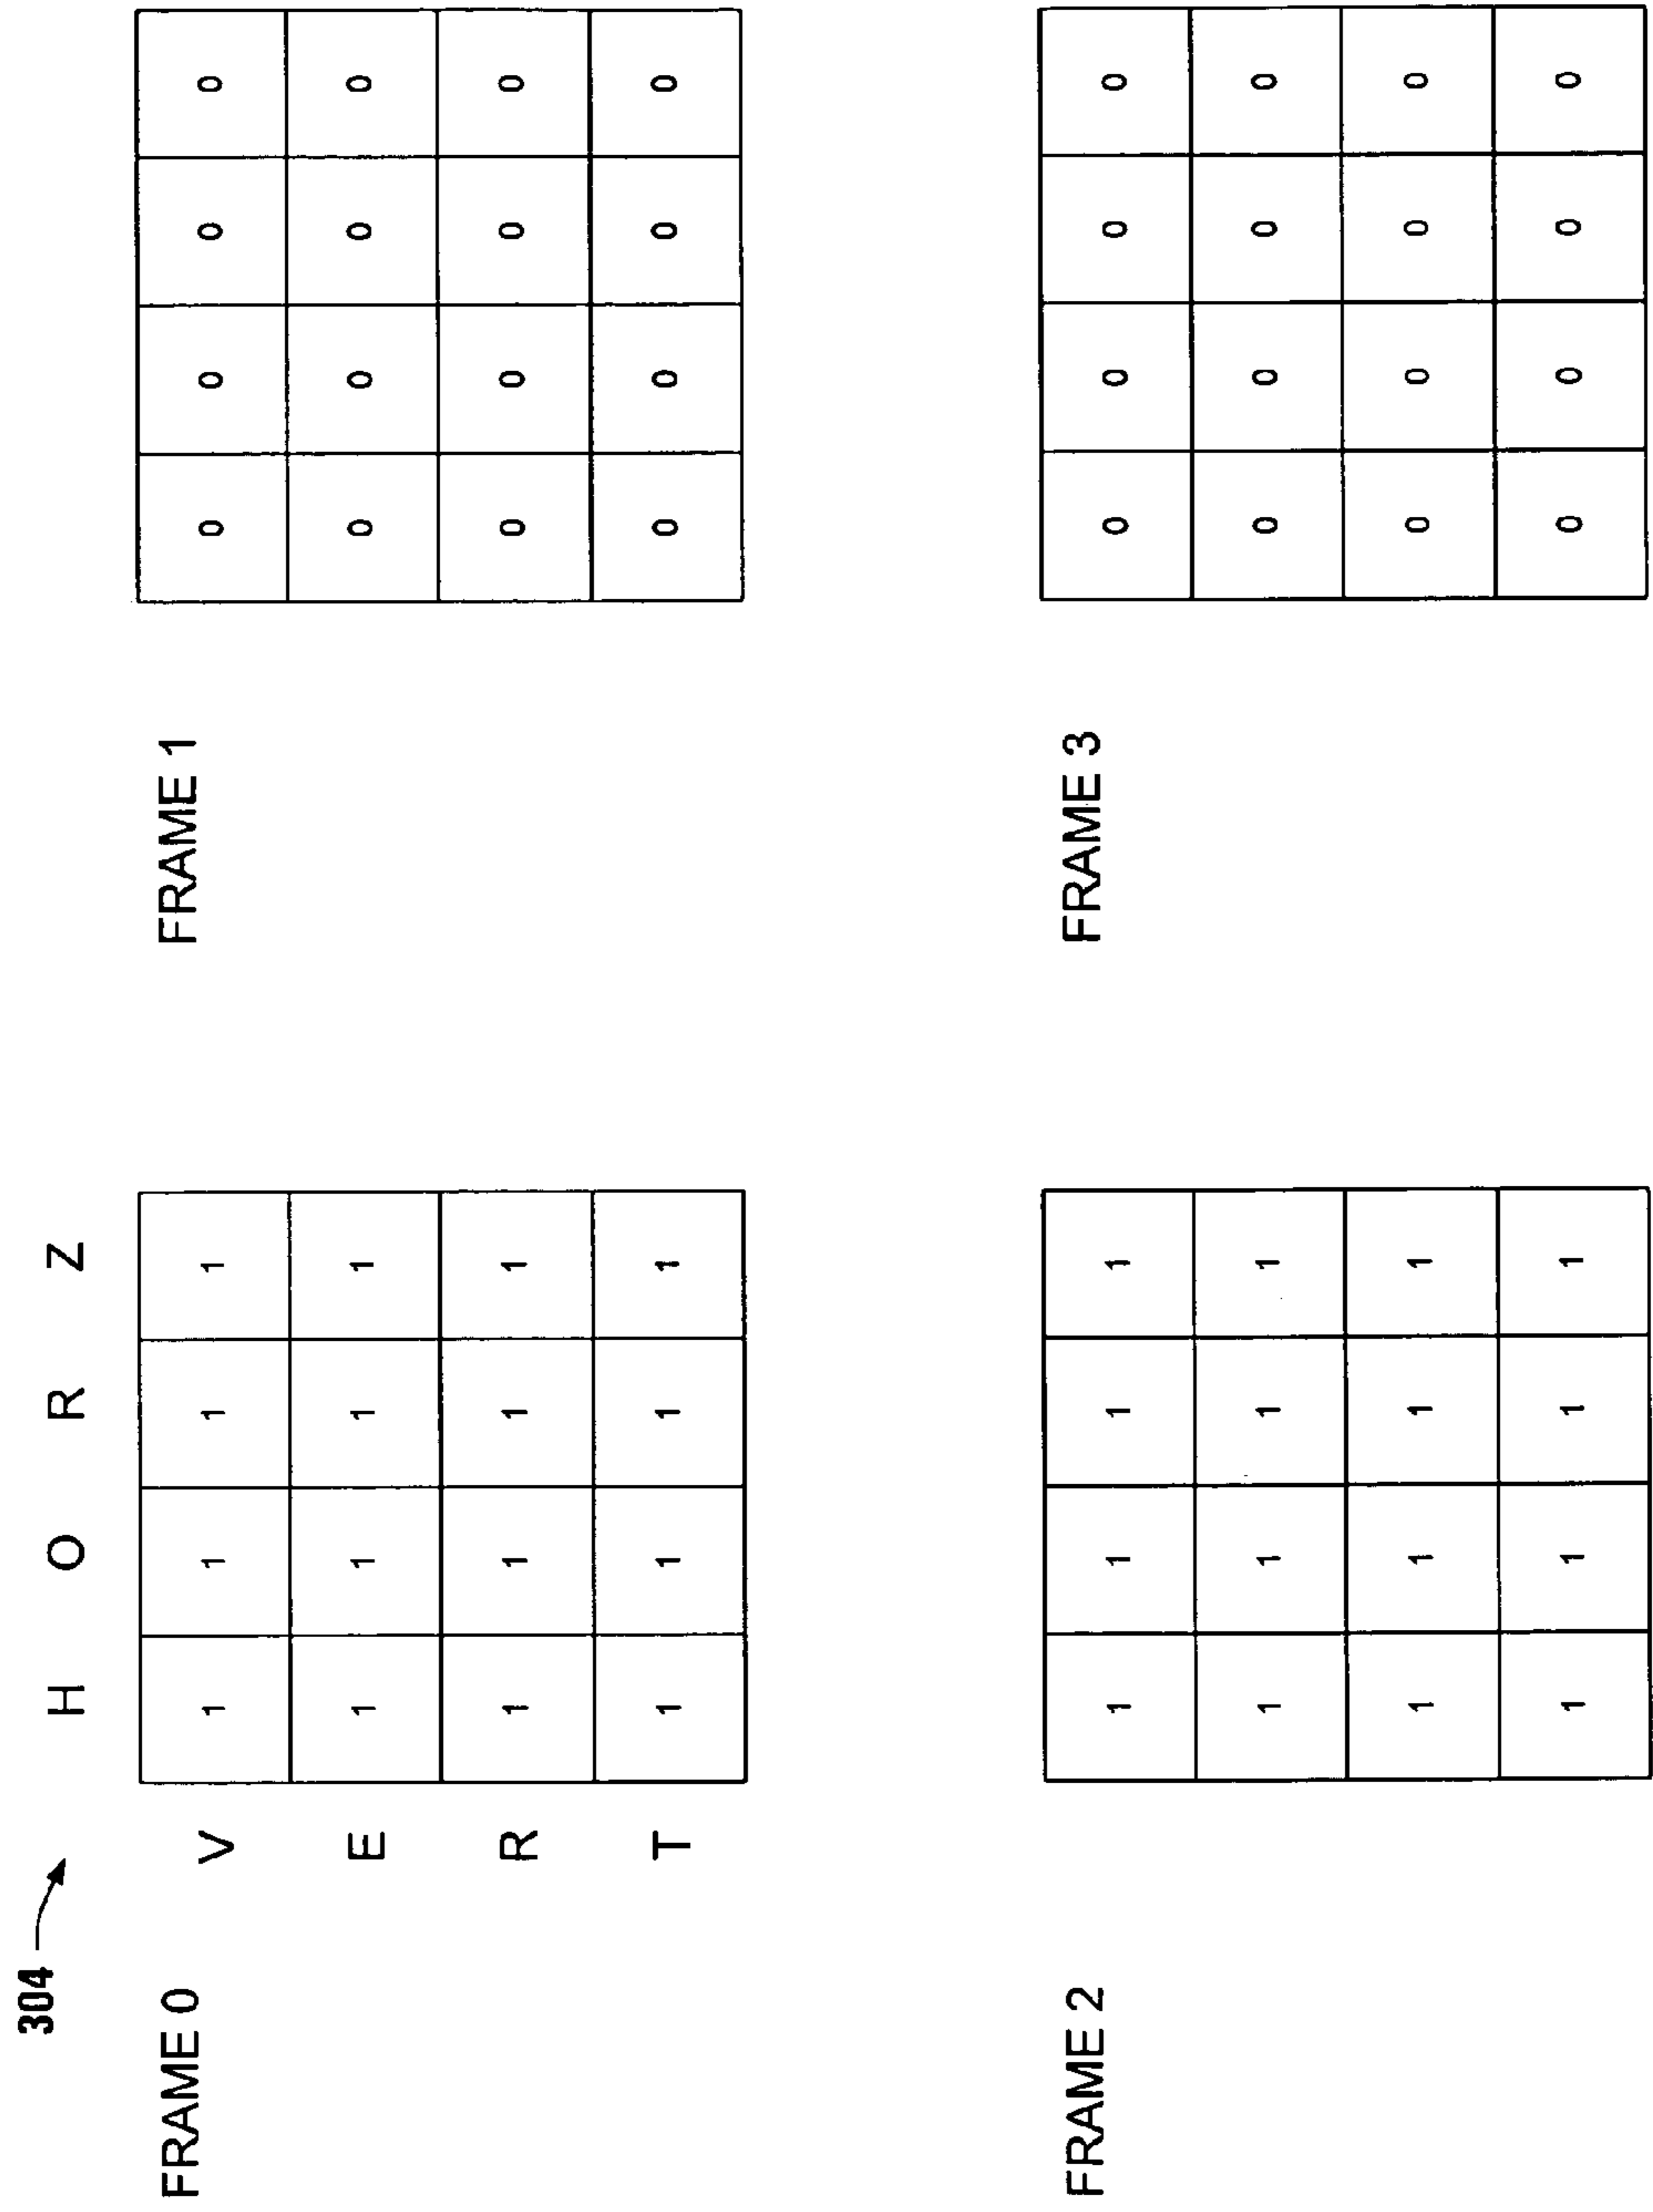 304
H O R Z
FRAME 0
V 1 1 1 1
E 1 1 1 1
R 1 1 1 1
T 1 1 1 1
FRAME 1
0 0 0 0
0 0 0 0
0 0 0 0
0 0 0 0
FRAME 2
1 1 1 1
1 1 1 1
1 1 1 1
1 1 1 1
FRAME 3
0 0 0 0
0 0 0 0
0 0 0 0
0 0 0 0